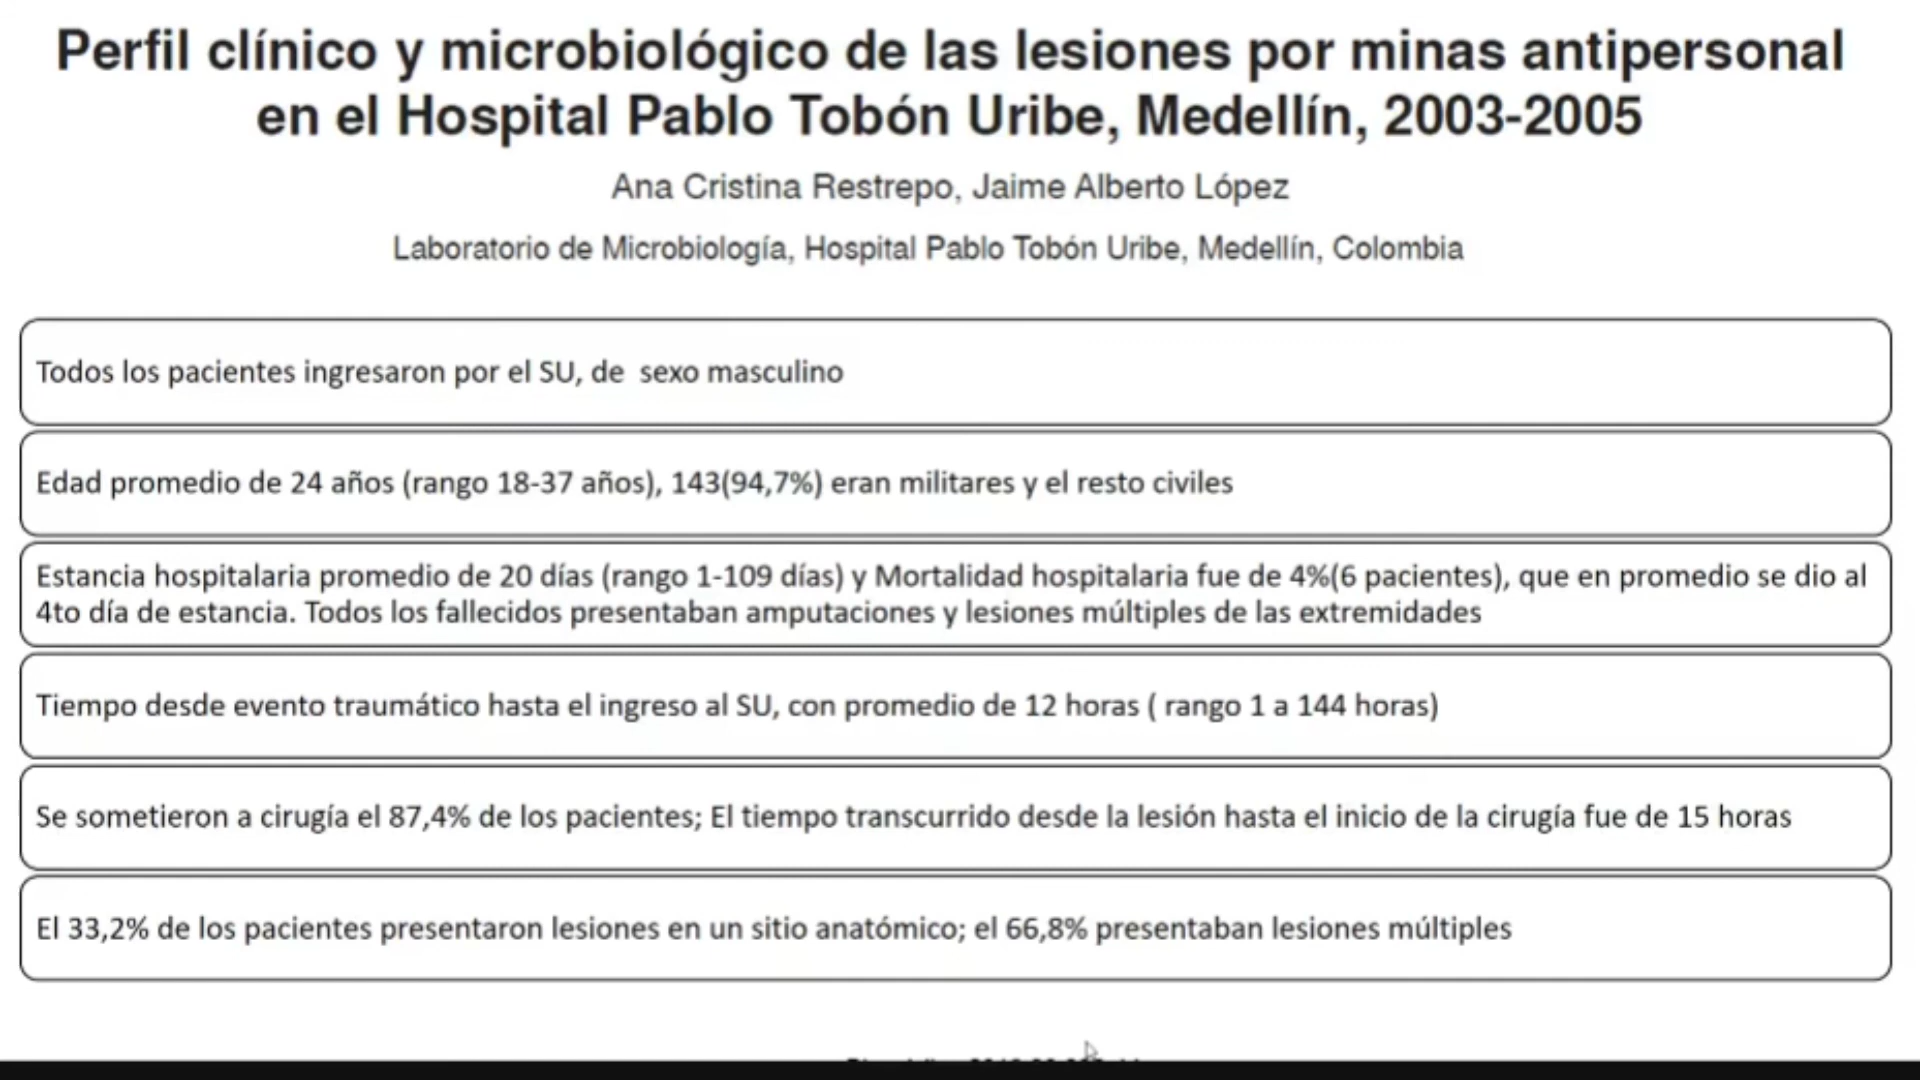 Perfil clínico y microbiológico de las lesiones por minas antipersonal
en el Hospital Pablo Tobón Uribe, Medellín, 2003-2005
Ana Cristina Restrepo, Jaime Alberto López
Laboratorio de Microbiología, Hospital Pablo Tobón Uribe, Medellín, Colombia
Todos los pacientes ingresaron por el SU, de sexo masculino
Edad promedio de 24 años (rango 18-37 años), 143(94,7%) eran militares y el resto civiles
Estancia hospitalaria promedio de 20 días (rango 1-109 días) y Mortalidad hospitalaria fue de 4%(6 pacientes), que en promedio se dio al
4to día de estancia. Todos los fallecidos presentaban amputaciones y lesiones múltiples de las extremidades
Tiempo desde evento traumático hasta el ingreso al SU, con promedio de 12 horas ( rango 1 a 144 horas)
Se sometieron a cirugía el 87,4% de los pacientes; El tiempo transcurrido desde la lesión hasta el inicio de la cirugía fue de 15 horas
El 33,2% de los pacientes presentaron lesiones en un sitio anatómico; el 66,8% presentaban lesiones múltiples